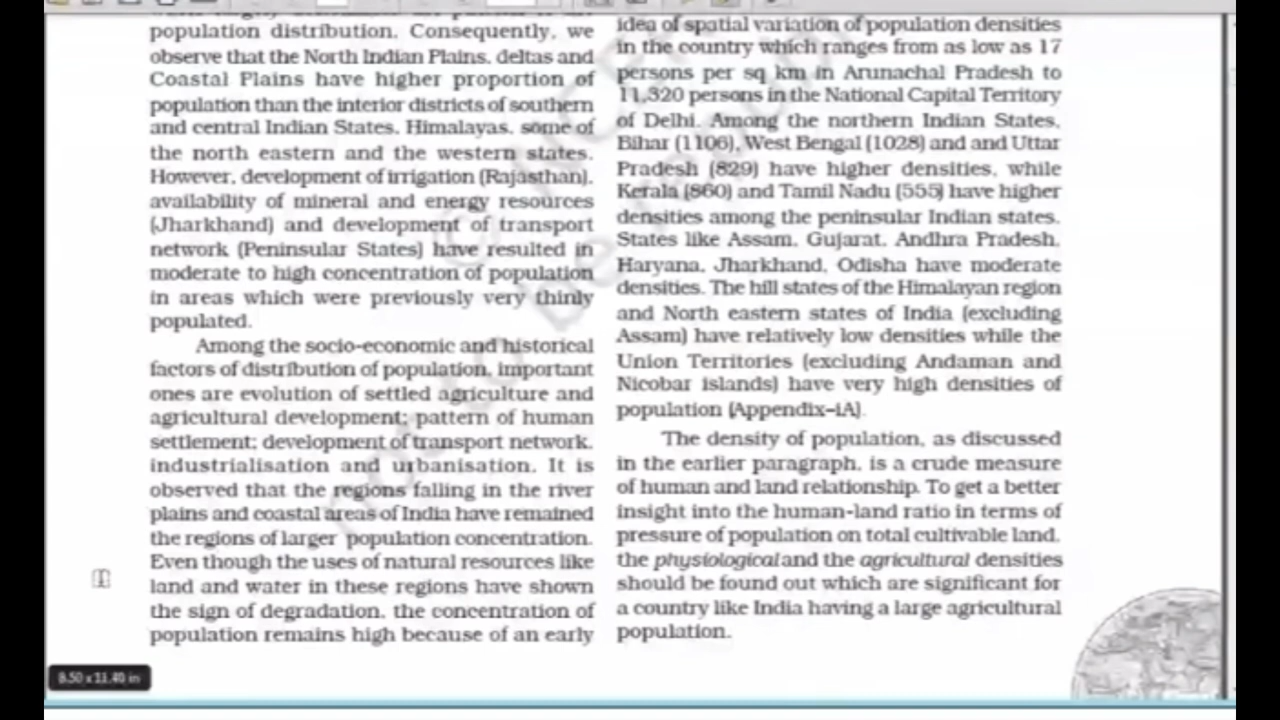 population distribution. Consequently, we
observe that the North Indian Plains, deltas and
Coastal Plains have higher proportion of
population than the interior districts of southern
and central Indian States, Himalayas, some of
the north eastern and the western states.
However, development of irrigation (Rajasthan),
availability of mineral and energy resources
(Jharkhand) and development of transport
network (Peninsular States) have resulted in
moderate to high concentration of population
in areas which were previously very thinly
populated.
Among the socio-economic and historical
factors of distribution of population, important
ones are evolution of settled agriculture and
agricultural development; pattern of human
settlement; development of transport network,
industrialisation and urbanisation. It is
observed that the regions falling in the river
plains and coastal areas of India have remained
the regions of larger population concentration.
Even though the uses of natural resources like
land and water in these regions have shown
the sign of degradation, the concentration of
population remains high because of an early
idea of spatial variation of population densities
in the country which ranges from as low as 17
persons per sq km in Arunachal Pradesh to
11,320 persons in the National Capital Territory
of Delhi. Among the northern Indian States,
Bihar (1106), West Bengal (1028) and and Uttar
Pradesh (829) have higher densities, while
Kerala (860) and Tamil Nadu (555) have higher
densities among the peninsular Indian states.
States like Assam, Gujarat, Andhra Pradesh,
Haryana, Jharkhand, Odisha have moderate
densities. The hill states of the Himalayan region
and North eastern states of India (excluding
Assam) have relatively low densities while the
Union Territories (excluding Andaman and
Nicobar islands) have very high densities of
population (Appendix–iA).
The density of population, as discussed
in the earlier paragraph, is a crude measure
of human and land relationship. To get a better
insight into the human-land ratio in terms of
pressure of population on total cultivable land,
the physiological and the agricultural densities
should be found out which are significant for
a country like India having a large agricultural
population.
not to be
8.50 x 11.40 in